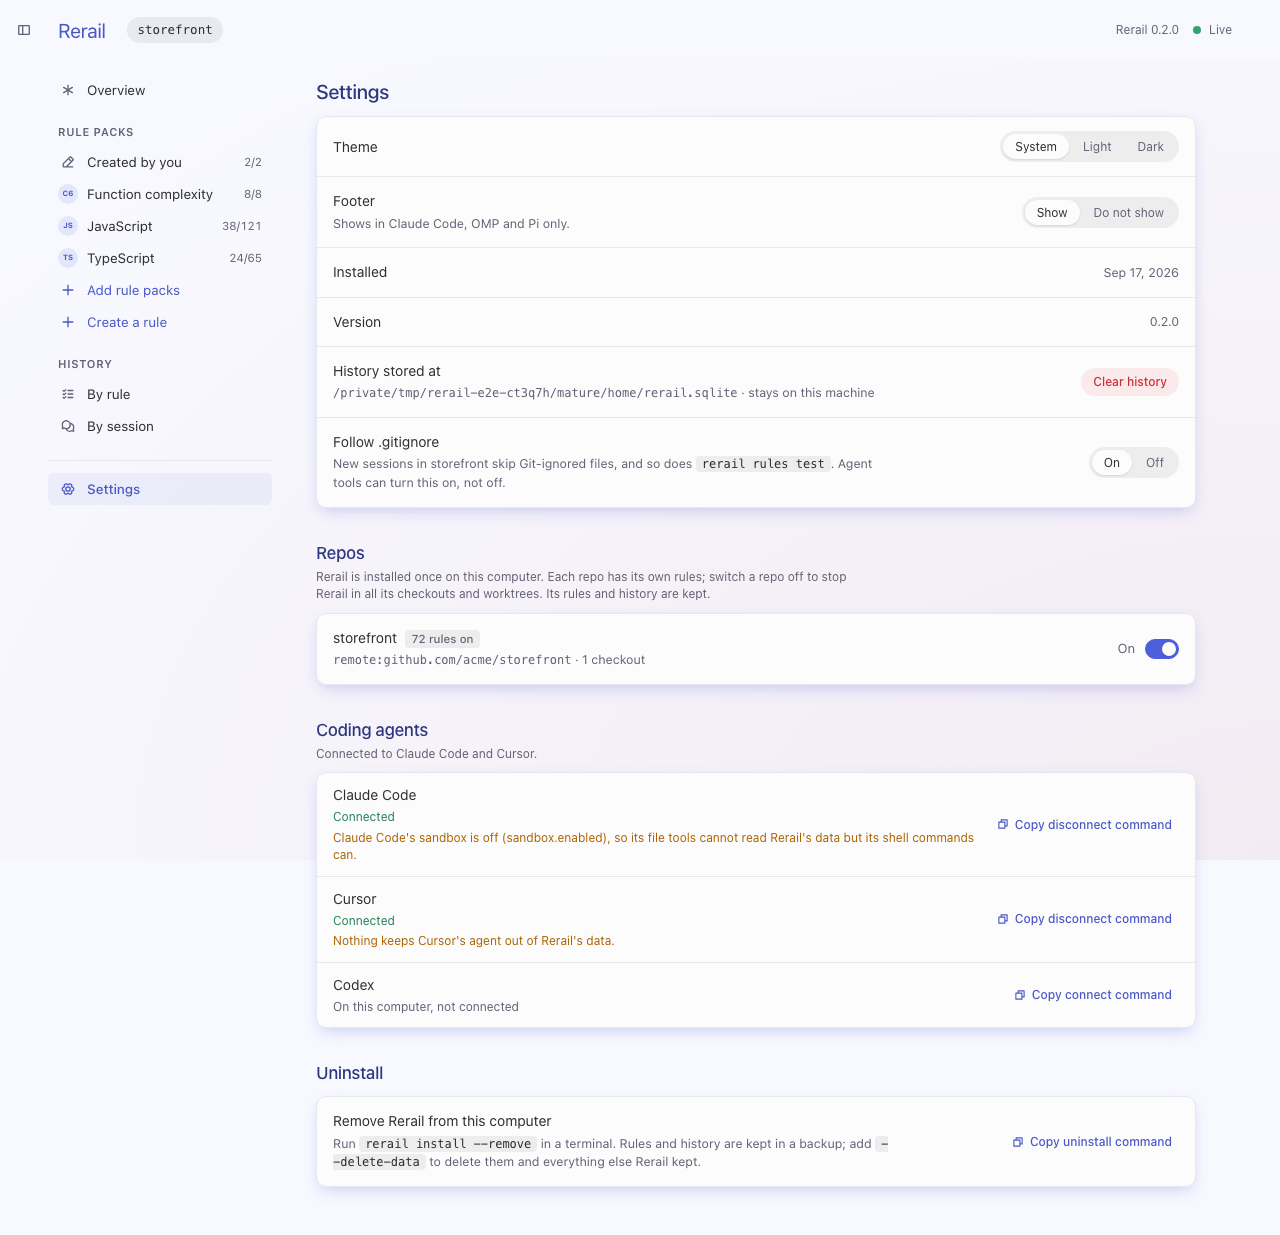 Rerail
storefront
Rerail 0.2.0
Live
Overview
RULE PACKS
Created by you 2/2
C6 Function complexity 8/8
JS JavaScript 38/121
TS TypeScript 24/65
Add rule packs
Create a rule
HISTORY
By rule
By session
Settings
Settings
Theme
System Light Dark
Footer
Shows in Claude Code, OMP and Pi only.
Show Do not show
Installed
Sep 17, 2026
Version
0.2.0
History stored at
/private/tmp/rerail-e2e-ct3q7h/mature/home/rerail.sqlite · stays on this machine
Clear history
Follow .gitignore
New sessions in storefront skip Git-ignored files, and so does rerail rules test. Agent
tools can turn this on, not off.
On Off
Repos
Rerail is installed once on this computer. Each repo has its own rules; switch a repo off to stop
Rerail in all its checkouts and worktrees. Its rules and history are kept.
storefront 72 rules on
remote:github.com/acme/storefront · 1 checkout
On
Coding agents
Connected to Claude Code and Cursor.
Claude Code
Connected
Claude Code's sandbox is off (sandbox.enabled), so its file tools cannot read Rerail's data but its shell commands
can.
Copy disconnect command
Cursor
Connected
Nothing keeps Cursor's agent out of Rerail's data.
Copy disconnect command
Codex
On this computer, not connected
Copy connect command
Uninstall
Remove Rerail from this computer
Run rerail install --remove in a terminal. Rules and history are kept in a backup; add -
-delete-data to delete them and everything else Rerail kept.
Copy uninstall command